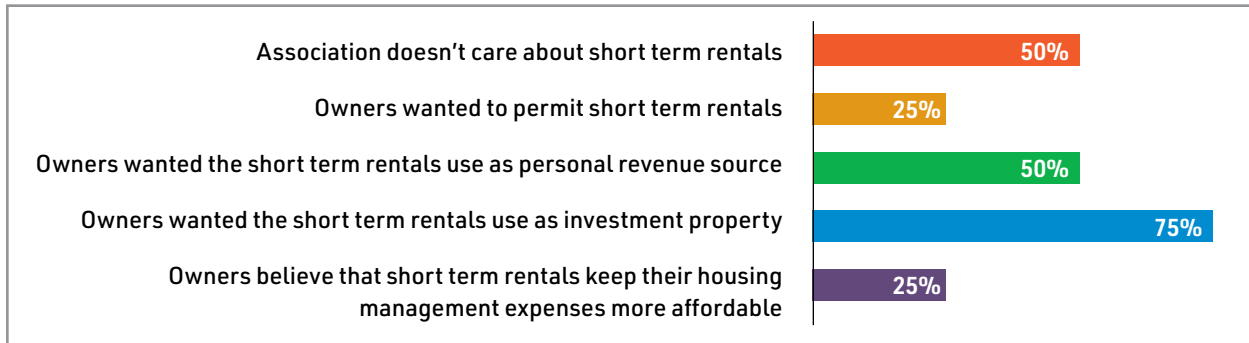 Association doesn't care about short term rentals 50%
Owners wanted to permit short term rentals 25%
Owners wanted the short term rentals use as personal revenue source 50%
Owners wanted the short term rentals use as investment property 75%
Owners believe that short term rentals keep their housing
management expenses more affordable 25%